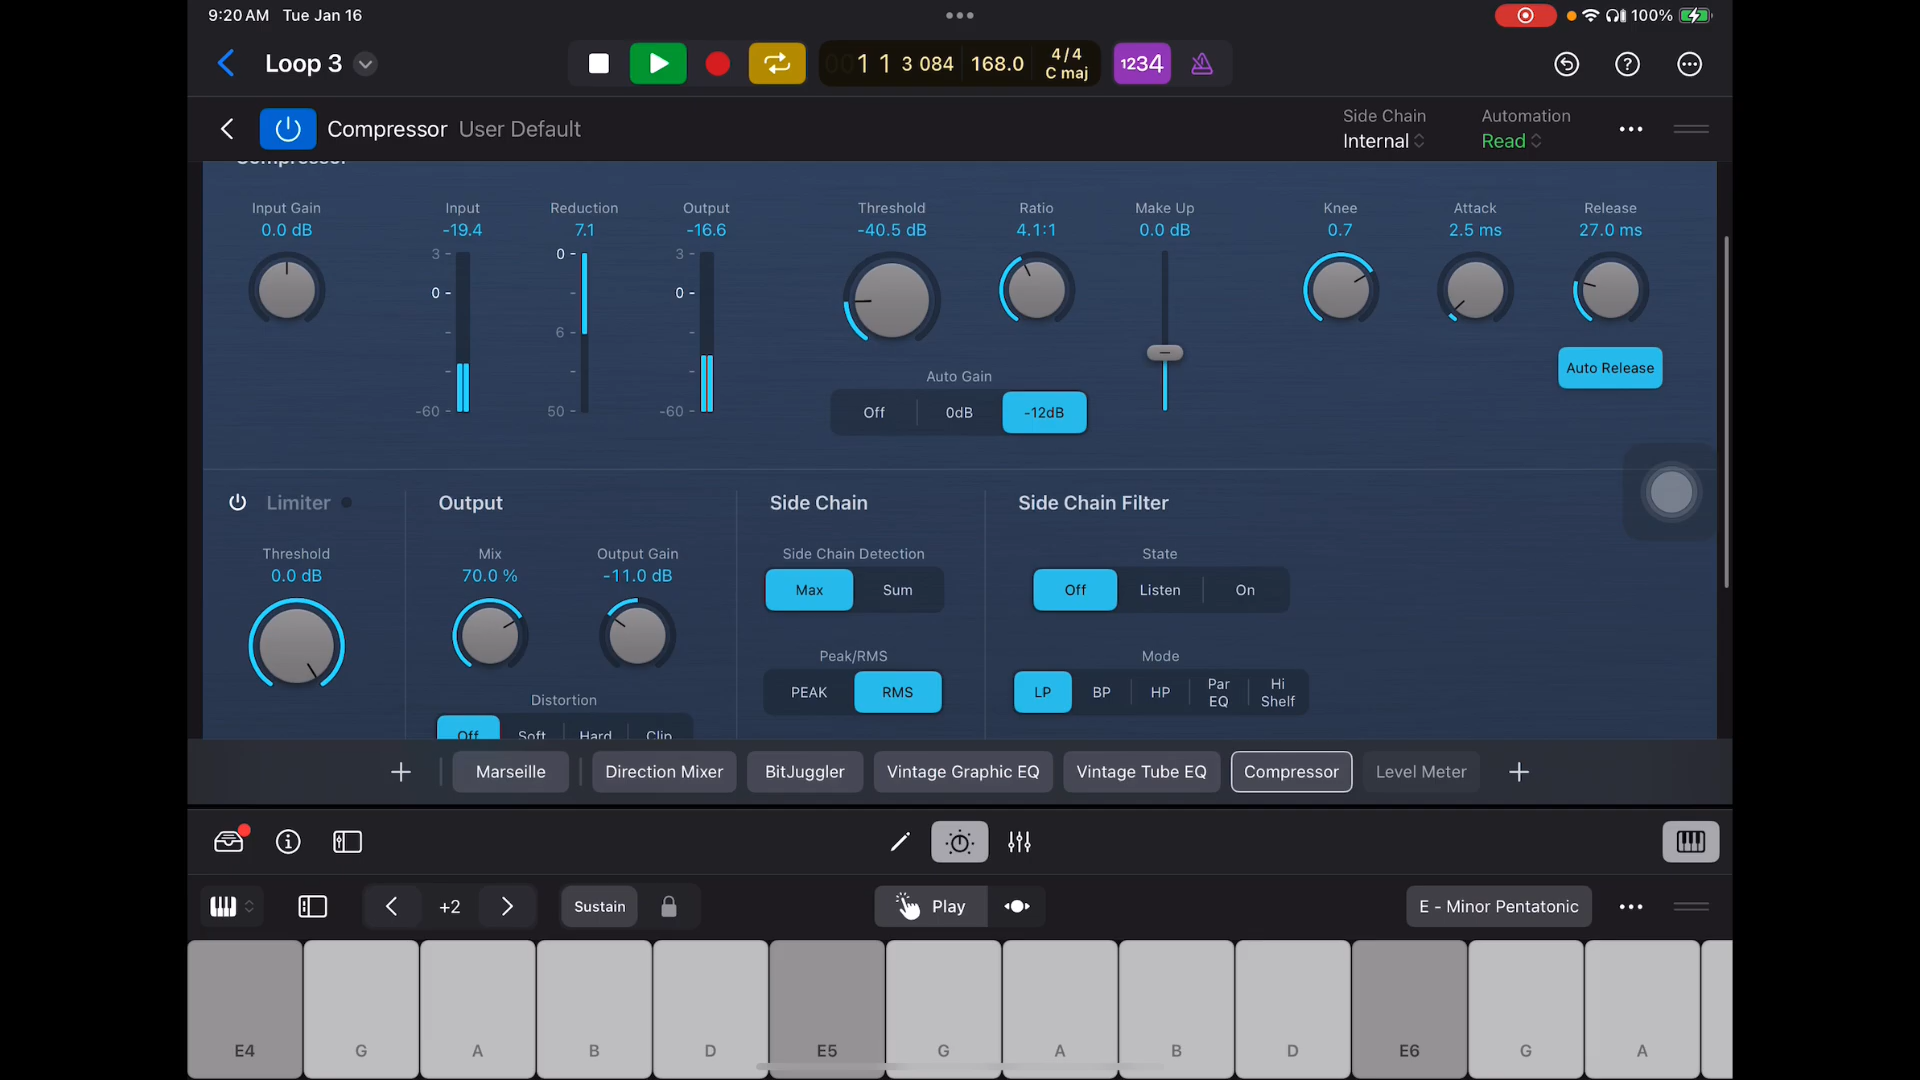 9:20 AM Tue Jan 16
100%
Loop 3
00 1 1 3 084 168.0 4/4 C maj
1234
Compressor User Default
Side Chain
Internal
Automation
Read
Compressor
Input Gain
0.0 dB
Input
-19.4
3
0
-60
Reduction
7.1
0
6
50
Output
-16.6
3
0
-60
Threshold
-40.5 dB
Ratio
4.1:1
Make Up
0.0 dB
Knee
0.7
Attack
2.5 ms
Release
27.0 ms
Auto Release
Auto Gain
Off 0dB -12dB
Limiter
Threshold
0.0 dB
Output
Mix
70.0 %
Output Gain
-11.0 dB
Distortion
Off Soft Hard Clip
Side Chain
Side Chain Detection
Max Sum
Peak/RMS
PEAK RMS
Side Chain Filter
State
Off Listen On
Mode
LP BP HP Par EQ Hi Shelf
Marseille Direction Mixer BitJuggler Vintage Graphic EQ Vintage Tube EQ Compressor Level Meter
+2
Sustain
Play
E - Minor Pentatonic
E4 G A B D E5 G A B D E6 G A